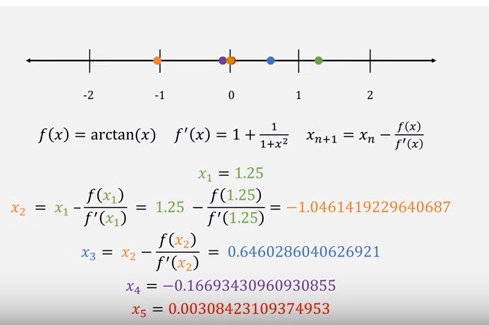 -2 -1 0 1 2
f(x) = arctan(x) f′(x) = 1 + 1/(1+x²) xₙ₊₁ = xₙ − f(x)/f′(x)
x₁ = 1.25
x₂ = x₁ - f(x₁)/f′(x₁) = 1.25 − f(1.25)/f′(1.25) = −1.0461419229640687
x₃ = x₂ − f(x₂)/f′(x₂) = 0.6460286040626921
x₄ = −0.16693430960930855
x₅ = 0.00308423109374953